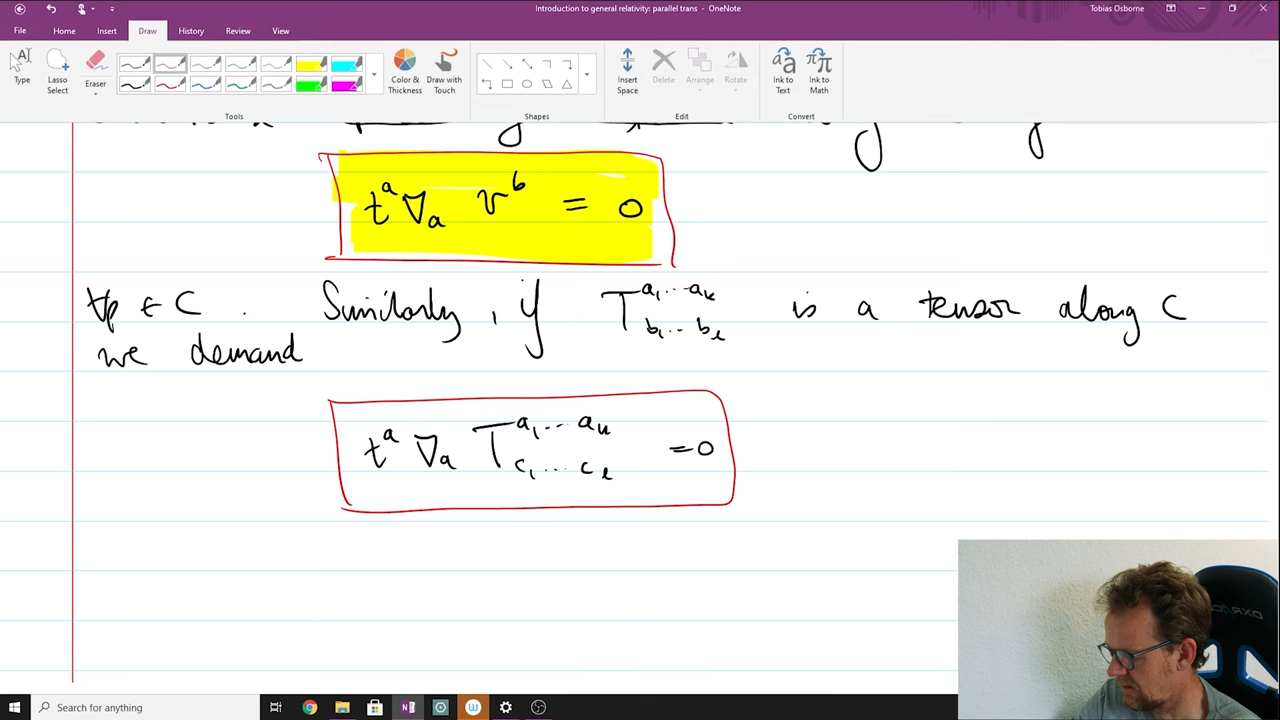 Introduction to general relativity: parallel trans - OneNote
Tobias Osborne
File Home Insert Draw History Review View
Type
Lasso Select
Eraser
Color & Thickness
Draw with Touch
Insert Space
Delete
Arrange
Rotate
Ink to Text
Ink to Math
Tools
Shapes
Edit
Convert
t^a ∇_a v^b = 0
∀p ∈ C . Similarly, if T^{a_1...a_k}_{b_1...b_l} is a tensor along C
we demand
t^a ∇_a T^{a_1...a_k}_{c_1...c_l} = 0
DXR
Search for anything